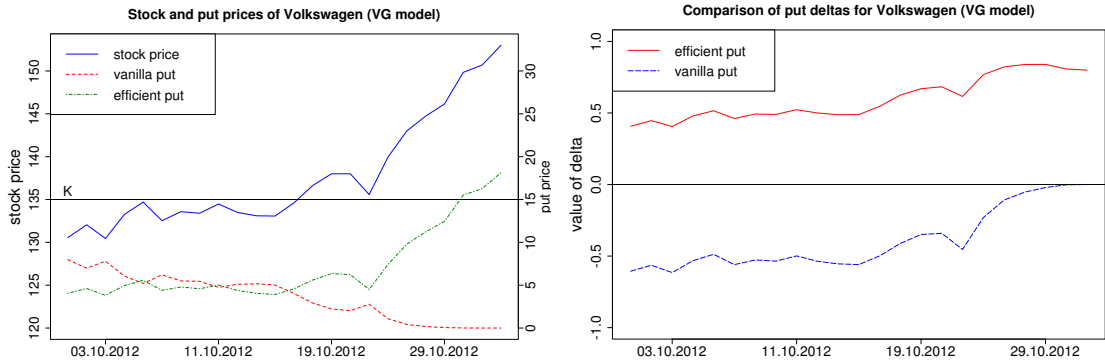 Stock and put prices of Volkswagen (VG model)
stock price
vanilla put
efficient put
K
stock price
120 125 130 135 140 145 150
put price
0 5 10 15 20 25 30
03.10.2012 11.10.2012 19.10.2012 29.10.2012
Comparison of put deltas for Volkswagen (VG model)
efficient put
vanilla put
value of delta
-1.0 -0.5 0.0 0.5 1.0
03.10.2012 11.10.2012 19.10.2012 29.10.2012